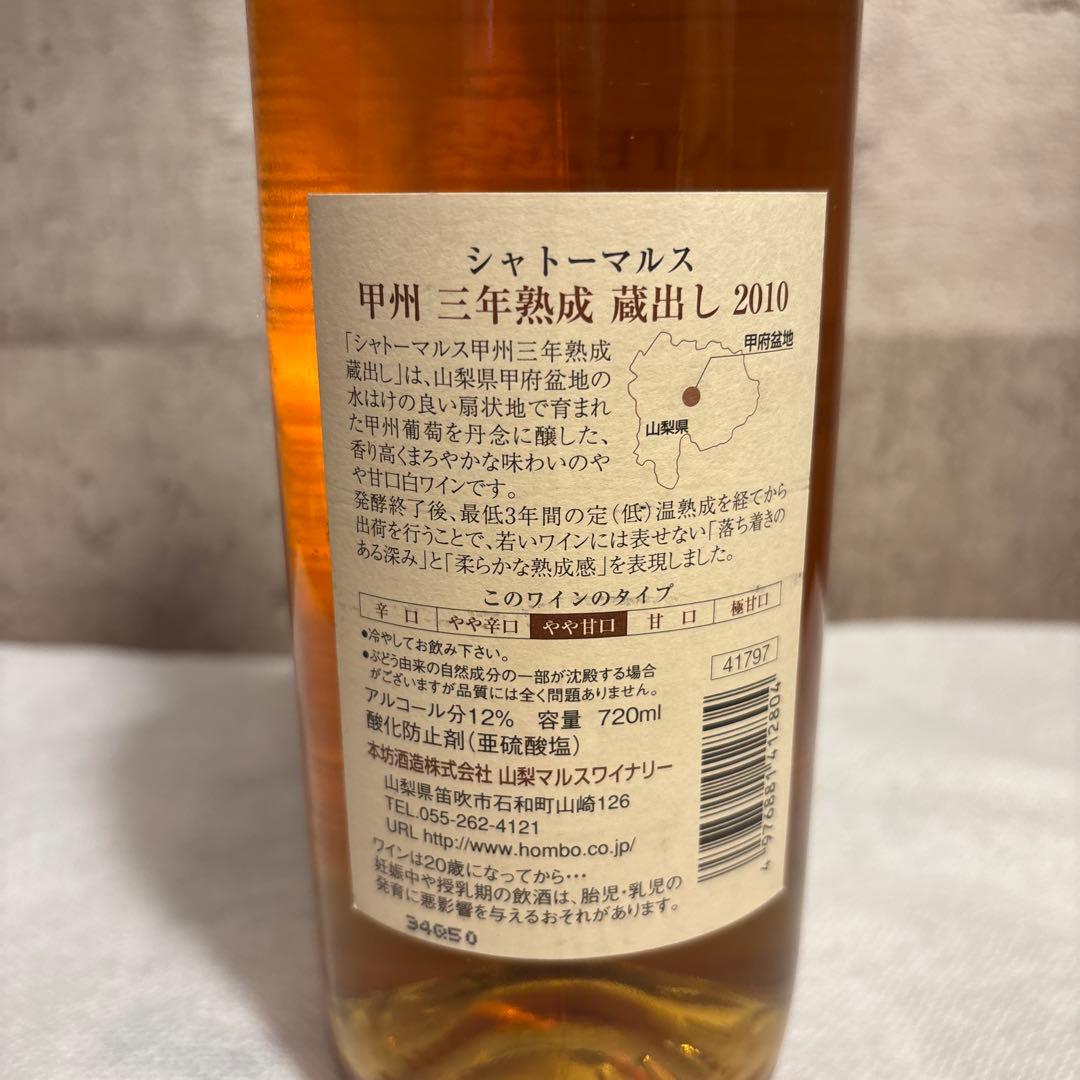 シャトーマルス
甲州 三年熟成 蔵出し 2010
「シャトーマルス甲州三年熟成
蔵出し」は、山梨県甲府盆地の
水はけの良い扇状地で育まれ
た甲州葡萄を丹念に醸した、
香り高くまろやかな味わいのや
や甘口白ワインです。
甲府盆地
山梨県
発酵終了後、最低3年間の定(低)温熟成を経てから
出荷を行うことで、若いワインには表せない「落ち着きの
ある深み」と「柔らかな熟成感」を表現しました。
このワインのタイプ
辛口 やや辛口 やや甘口 甘口 極甘口
●冷やしてお飲み下さい。
●ぶどう由来の自然成分の一部が沈殿する場合
がございますが品質には全く問題ありません。
アルコール分12% 容量 720ml
酸化防止剤(亜硫酸塩)
本坊酒造株式会社 山梨マルスワイナリー
山梨県笛吹市石和町山崎126
TEL.055-262-4121
URL http://www.hombo.co.jp/
ワインは20歳になってから…
妊娠中や授乳期の飲酒は、胎児・乳児の
発育に悪影響を与えるおそれがあります。
41797
4976881412804